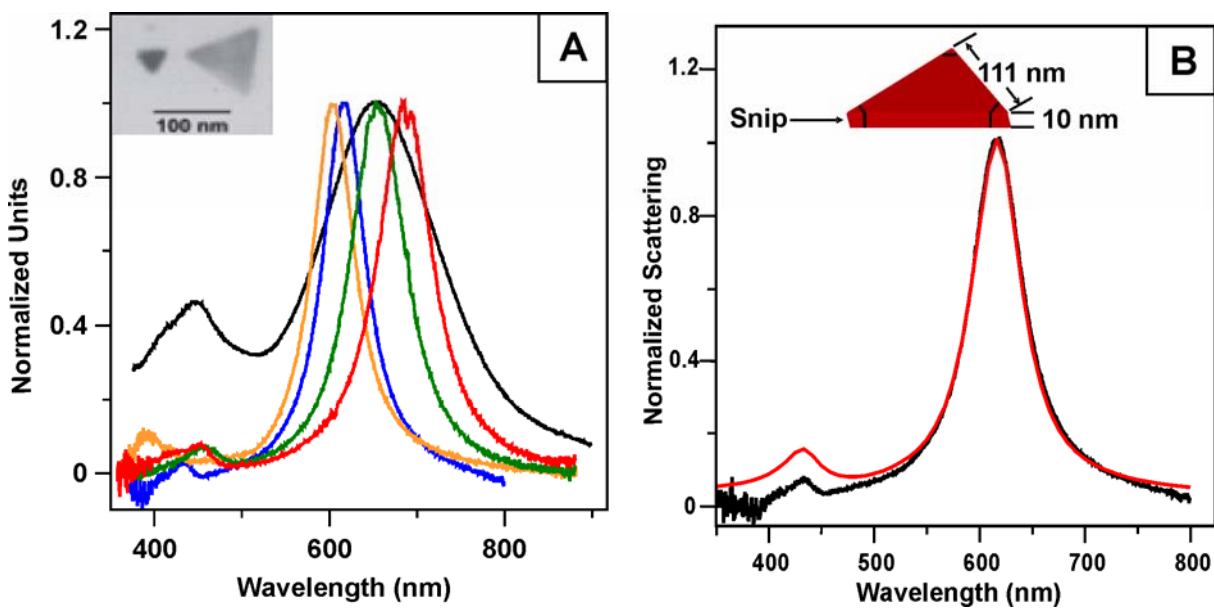 A
1.2
0.8
0.4
0
Normalized Units
400
600
800
Wavelength (nm)
100 nm
B
1.2
0.8
0.4
0
Normalized Scattering
400
500
600
700
800
Wavelength (nm)
111 nm
Snip
10 nm